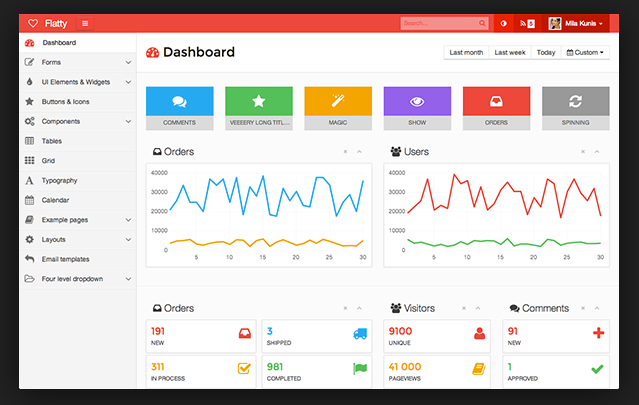 Flatty
Search...
5
Mila Kunis
Dashboard
Forms
UI Elements & Widgets
Buttons & Icons
Components
Tables
Grid
Typography
Calendar
Example pages
Layouts
Email templates
Four level dropdown
Dashboard
Last month
Last week
Today
Custom
COMMENTS
VEEEERY LONG TITL...
MAGIC
SHOW
ORDERS
SPINNING
Orders
40000
30000
20000
10000
0
5 10 15 20 25 30
Users
40000
30000
20000
10000
0
5 10 15 20 25 30
Orders
191
NEW
3
SHIPPED
311
IN PROCESS
981
COMPLETED
Visitors
9100
UNIQUE
41 000
PAGEVIEWS
Comments
91
NEW
1
APPROVED